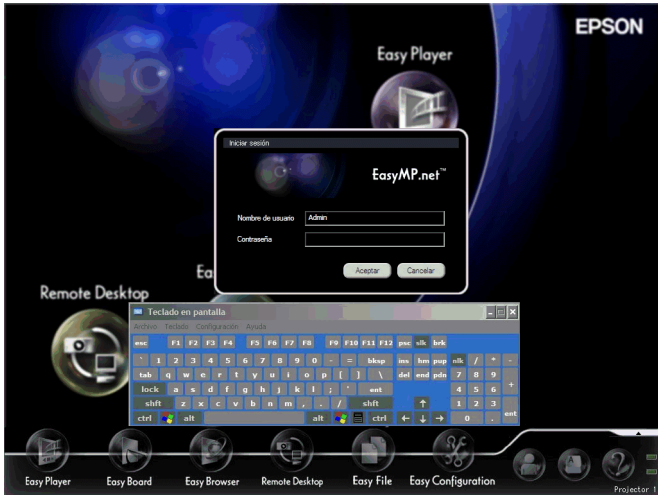 EPSON
Easy Player
Iniciar sesión
EasyMP.net™
Nombre de usuario Admin
Contraseña
Aceptar Cancelar
Ea
Remote Desktop
Teclado en pantalla
Archivo Teclado Configuración Ayuda
esc F1 F2 F3 F4 F5 F6 F7 F8 F9 F10 F11 F12 psc slk brk
` 1 2 3 4 5 6 7 8 9 0 - = bksp ins hm pup nlk / * -
tab q w e r t y u i o p [ ] \ del end pdn 7 8 9 +
lock a s d f g h j k l ; ' ent 4 5 6
shft z x c v b n m , . / shft ↑ 1 2 3 ent
ctrl alt alt ctrl ← ↓ → 0 .
Easy Player Easy Board Easy Browser Remote Desktop Easy File Easy Configuration
Projector 1